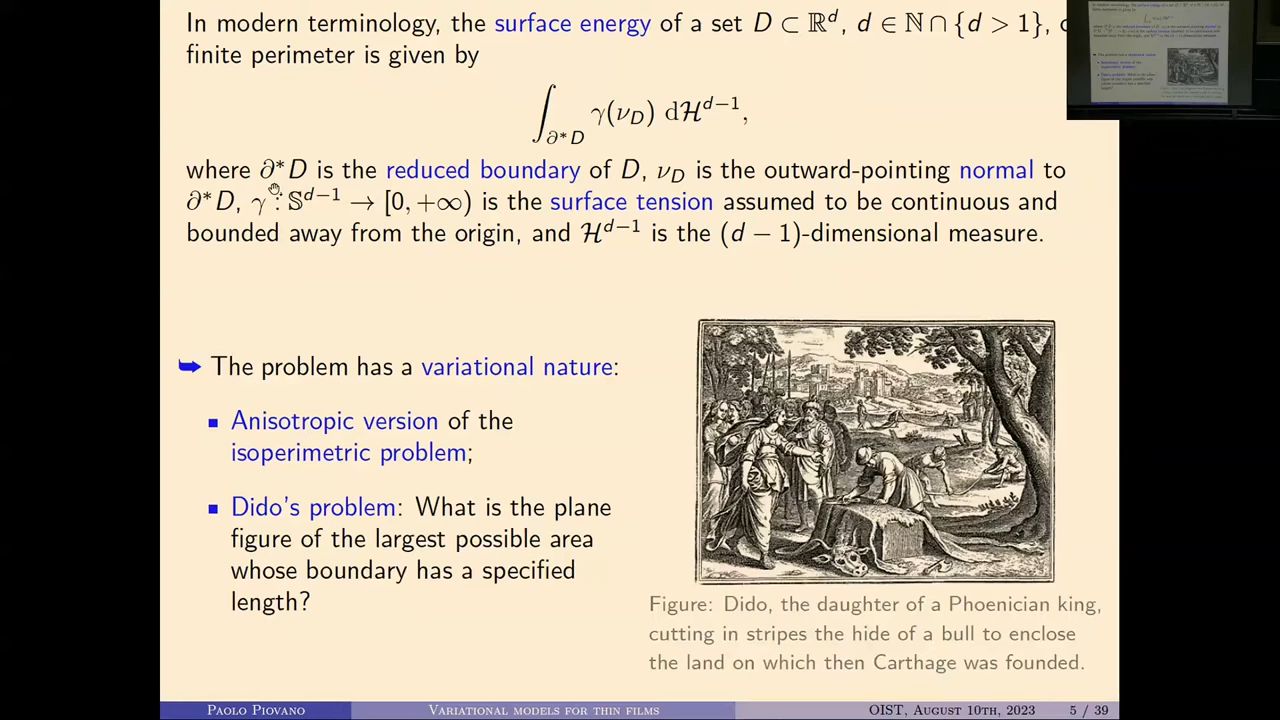 In modern terminology, the surface energy of a set D ⊂ ℝᵈ, d ∈ ℕ ∩ {d > 1},
finite perimeter is given by
∫_{∂*D} γ(ν_D) dℋ^{d−1},
where ∂*D is the reduced boundary of D, ν_D is the outward-pointing normal to
∂*D, γ : 𝕊^{d−1} → [0, +∞) is the surface tension assumed to be continuous and
bounded away from the origin, and ℋ^{d−1} is the (d − 1)-dimensional measure.
➥ The problem has a variational nature:
▪ Anisotropic version of the
isoperimetric problem;
▪ Dido's problem: What is the plane
figure of the largest possible area
whose boundary has a specified
length?
Figure: Dido, the daughter of a Phoenician king,
cutting in stripes the hide of a bull to enclose
the land on which then Carthage was founded.
Paolo Piovano Variational models for thin films OIST, August 10th, 2023 5 / 39